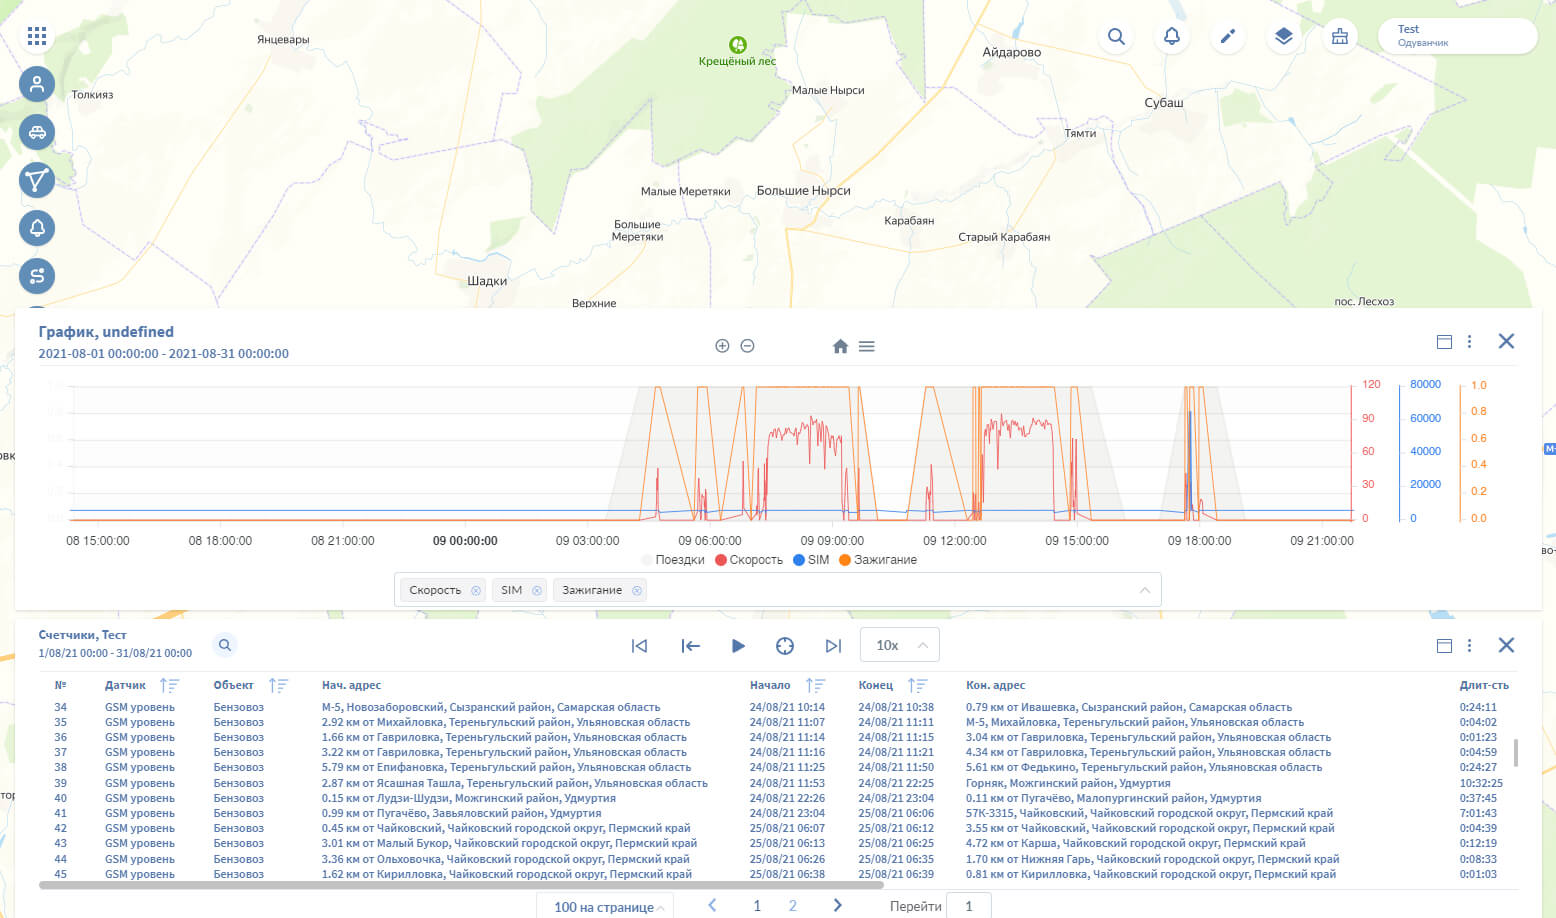 Янцевары
Test
Одуванчик
Айдарово
Крещёный лес
Толкияз
Малые Нырси
Субаш
Тямти
Малые Меретяки
Большие Нырси
Большие
Меретяки
Карабаян
Старый Карабаян
Шадки
Верхние
пос. Лесхоз
График, undefined
2021-08-01 00:00:00 - 2021-08-31 00:00:00
120 80000 1.0
90 60000 0.8
0.6
60 40000 0.4
30 20000 0.2
0 0 0.0
08 15:00:00 08 18:00:00 08 21:00:00 09 00:00:00 09 03:00:00 09 06:00:00 09 09:00:00 09 12:00:00 09 15:00:00 09 18:00:00 09 21:00:00
Поездки Скорость SIM Зажигание
Скорость SIM Зажигание
Счетчики, Тест
1/08/21 00:00 - 31/08/21 00:00
10x
№ Датчик Объект Нач. адрес Начало Конец Кон. адрес Длит-сть
34 GSM уровень Бензовоз М-5, Новозаборовский, Сызранский район, Самарская область 24/08/21 10:14 24/08/21 10:38 0.79 км от Ивашевка, Сызранский район, Самарская область 0:24:11
35 GSM уровень Бензовоз 2.92 км от Михайловка, Тереньгульский район, Ульяновская область 24/08/21 11:07 24/08/21 11:11 М-5, Михайловка, Тереньгульский район, Ульяновская область 0:04:02
36 GSM уровень Бензовоз 1.66 км от Гавриловка, Тереньгульский район, Ульяновская область 24/08/21 11:14 24/08/21 11:15 3.04 км от Гавриловка, Тереньгульский район, Ульяновская область 0:01:23
37 GSM уровень Бензовоз 3.22 км от Гавриловка, Тереньгульский район, Ульяновская область 24/08/21 11:16 24/08/21 11:21 4.34 км от Гавриловка, Тереньгульский район, Ульяновская область 0:04:59
38 GSM уровень Бензовоз 5.79 км от Епифановка, Тереньгульский район, Ульяновская область 24/08/21 11:25 24/08/21 11:50 5.61 км от Федькино, Тереньгульский район, Ульяновская область 0:24:27
39 GSM уровень Бензовоз 2.87 км от Ясашная Ташла, Тереньгульский район, Ульяновская область 24/08/21 11:53 24/08/21 22:25 Горняк, Можгинский район, Удмуртия 10:32:25
40 GSM уровень Бензовоз 0.15 км от Лудзи-Шудзи, Можгинский район, Удмуртия 24/08/21 22:26 24/08/21 23:04 0.11 км от Пугачёво, Малопургинский район, Удмуртия 0:37:45
41 GSM уровень Бензовоз 0.99 км от Пугачёво, Завьяловский район, Удмуртия 24/08/21 23:04 25/08/21 06:06 57К-3315, Чайковский, Чайковский городской округ, Пермский край 7:01:43
42 GSM уровень Бензовоз 0.45 км от Чайковский, Чайковский городской округ, Пермский край 25/08/21 06:07 25/08/21 06:12 3.55 км от Чайковский, Чайковский городской округ, Пермский край 0:04:39
43 GSM уровень Бензовоз 3.01 км от Малый Букор, Чайковский городской округ, Пермский край 25/08/21 06:13 25/08/21 06:25 4.72 км от Карша, Чайковский городской округ, Пермский край 0:12:19
44 GSM уровень Бензовоз 3.36 км от Ольховочка, Чайковский городской округ, Пермский край 25/08/21 06:26 25/08/21 06:35 1.70 км от Нижняя Гарь, Чайковский городской округ, Пермский край 0:08:33
45 GSM уровень Бензовоз 1.62 км от Кирилловка, Чайковский городской округ, Пермский край 25/08/21 06:38 25/08/21 06:39 0.81 км от Кирилловка, Чайковский городской округ, Пермский край 0:01:03
100 на странице 1 2 Перейти 1